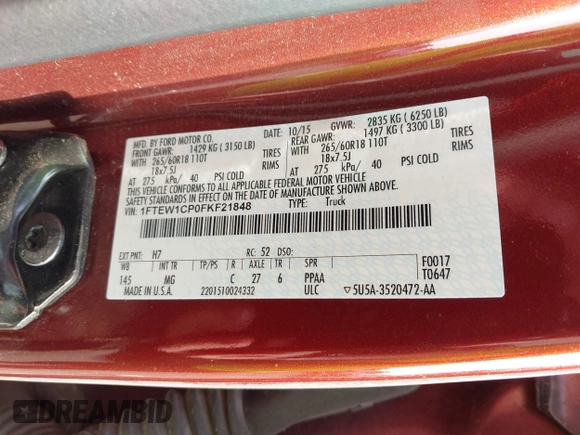 MFD. BY FORD MOTOR CO.
DATE: 10/15 GVWR: 2835 KG ( 6250 LB)
FRONT GAWR: 1429 KG ( 3150 LB) REAR GAWR: 1497 KG ( 3300 LB)
WITH 265/60R18 110T TIRES WITH 265/60R18 110T TIRES
18x7.5J RIMS 18x7.5J RIMS
AT 275 kPa/ 40 PSI COLD AT 275 kPa/ 40 PSI COLD
THIS VEHICLE CONFORMS TO ALL APPLICABLE FEDERAL MOTOR VEHICLE
SAFETY AND THEFT PREVENTION STANDARDS IN
EFFECT ON THE DATE OF MANUFACTURE SHOWN ABOVE.
VIN: 1FTEW1CP0FKF21848 TYPE: Truck
EXT PNT: H7 RC: 52 DSO: F0017
WB INT TR TP/PS R AXLE TR SPR T0647
145 MG C 27 6 PPAA
MADE IN U.S.A. 2201510024332 ULC ▽5U5A-3520472-AA
DREAMBID